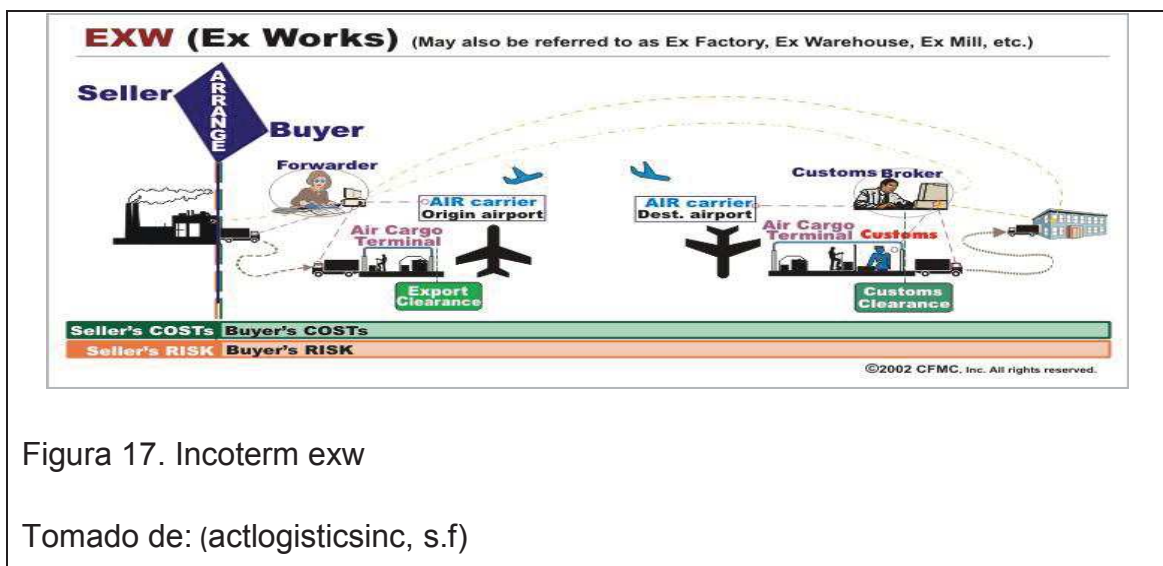 EXW (Ex Works) (May also be referred to as Ex Factory, Ex Warehouse, Ex Mill, etc.)
Seller
ARRANGE
Buyer
Forwarder
AIR carrier
Origin airport
Air Cargo
Terminal
Export
Clearance
AIR carrier
Dest. airport
Customs Broker
Air Cargo
Terminal Customs
Customs
Clearance
Seller's COSTs Buyer's COSTs
Seller's RISK Buyer's RISK
©2002 CFMC, Inc. All rights reserved.
Figura 17. Incoterm exw
Tomado de: (actlogisticsinc, s.f)